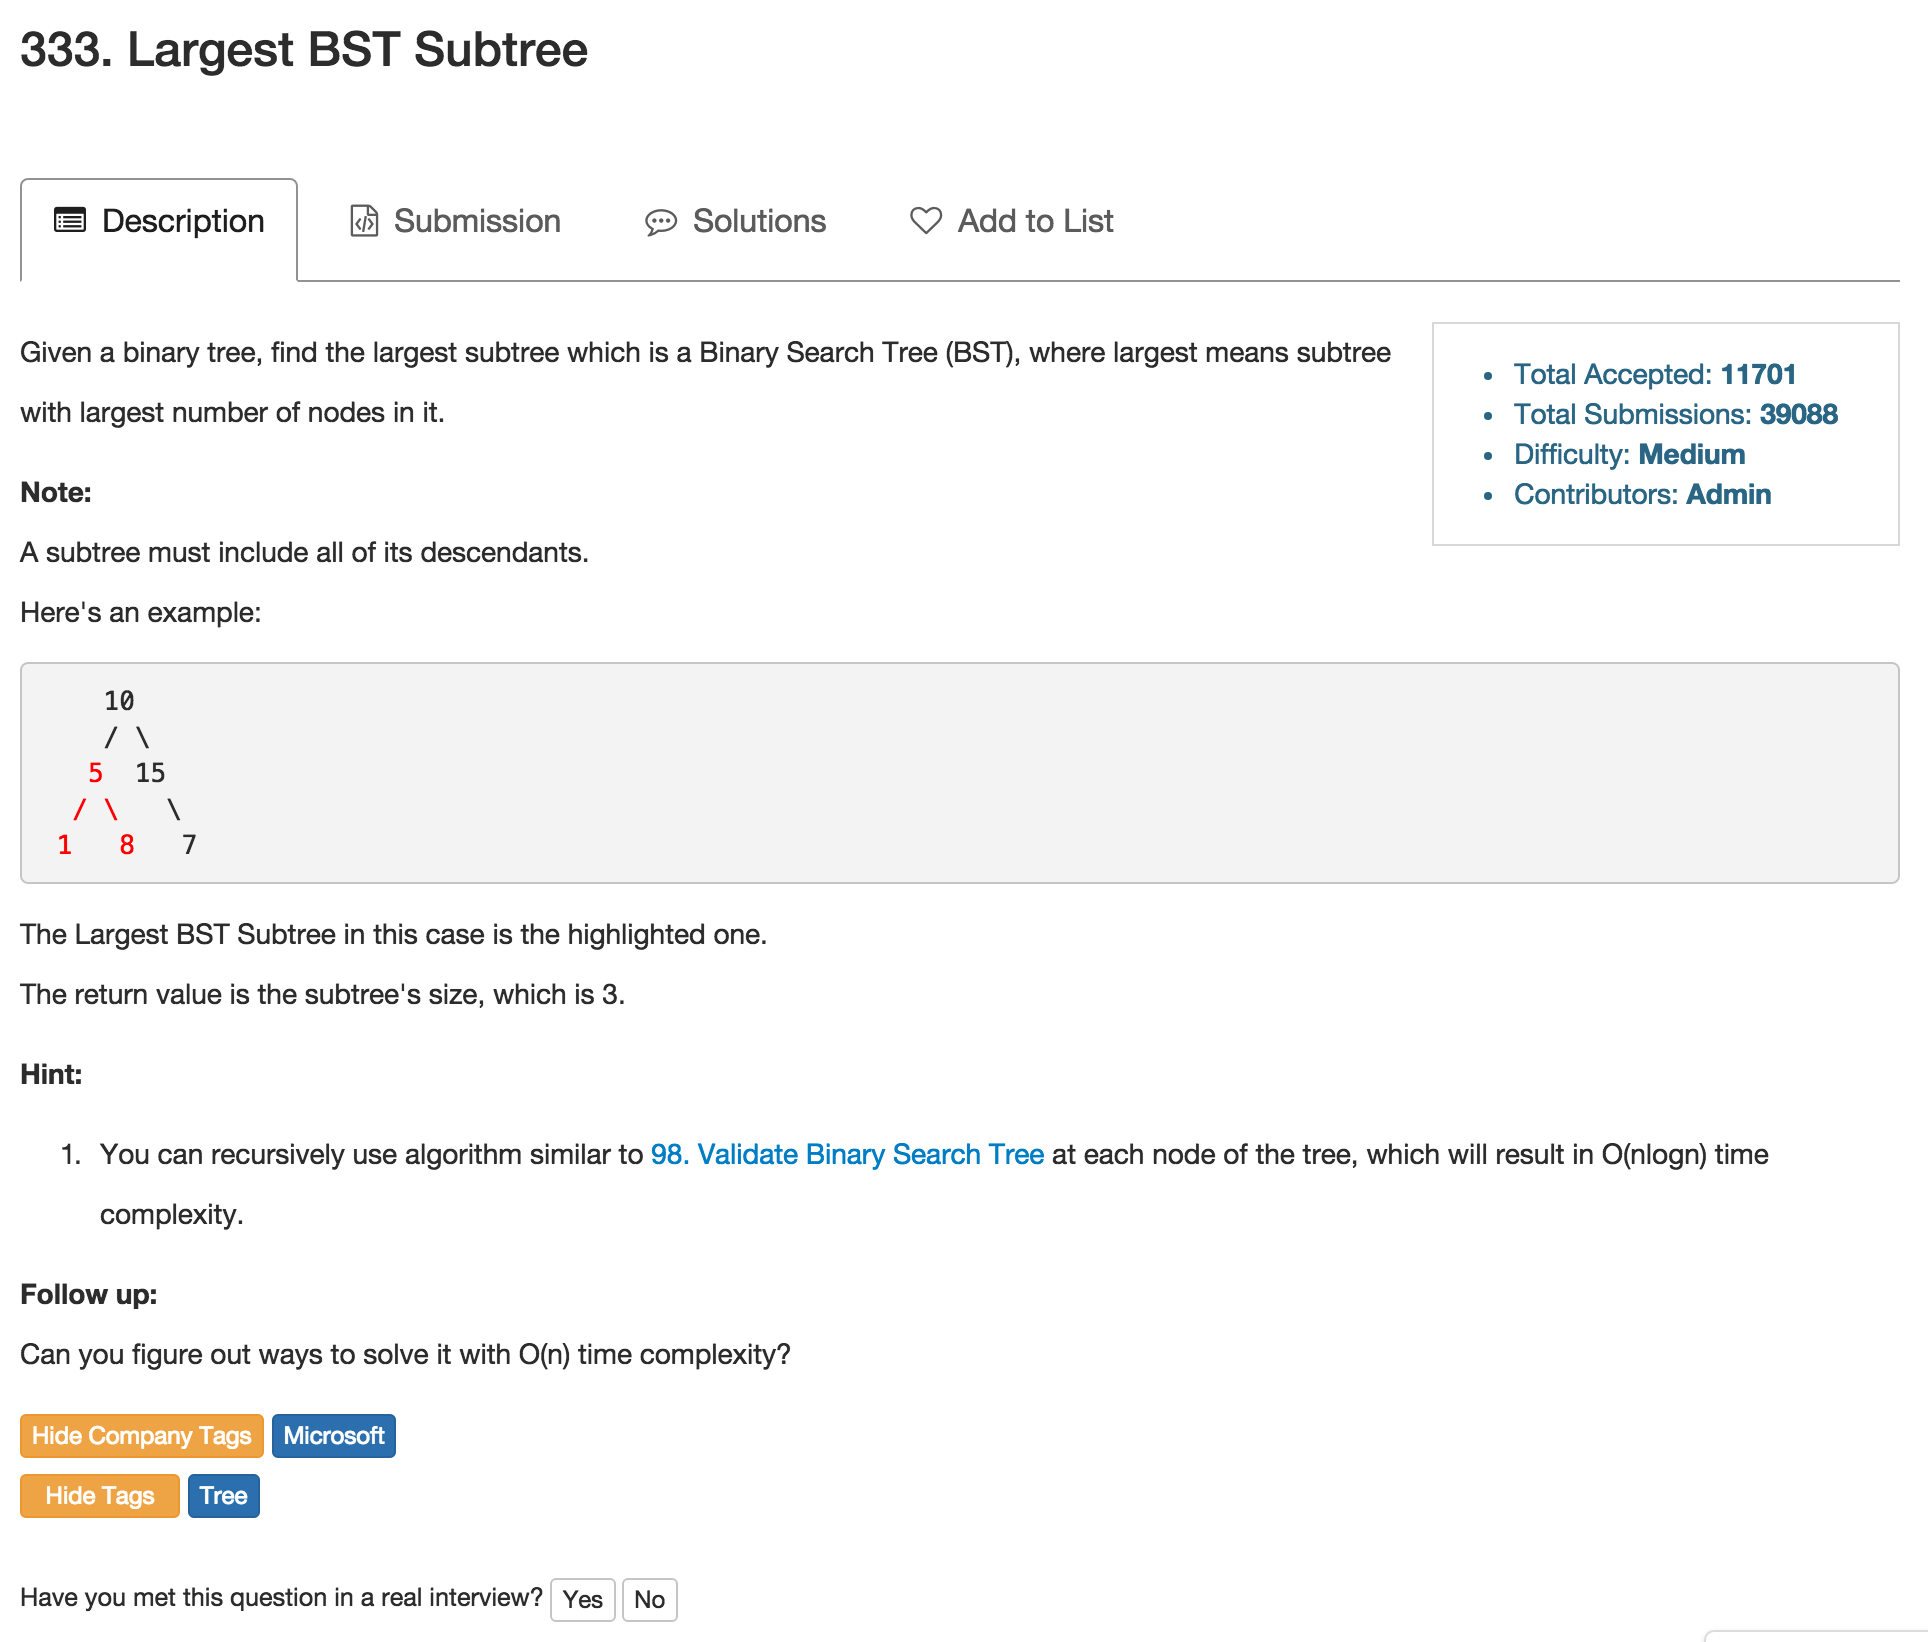 333. Largest BST Subtree
Description
Submission
Solutions
Add to List
Given a binary tree, find the largest subtree which is a Binary Search Tree (BST), where largest means subtree
with largest number of nodes in it.
• Total Accepted: 11701
• Total Submissions: 39088
• Difficulty: Medium
• Contributors: Admin
Note:
A subtree must include all of its descendants.
Here's an example:
    10
    / \
   5  15
  / \   \
 1   8   7
The Largest BST Subtree in this case is the highlighted one.
The return value is the subtree's size, which is 3.
Hint:
1. You can recursively use algorithm similar to 98. Validate Binary Search Tree at each node of the tree, which will result in O(nlogn) time
complexity.
Follow up:
Can you figure out ways to solve it with O(n) time complexity?
Hide Company Tags Microsoft
Hide Tags Tree
Have you met this question in a real interview? Yes No